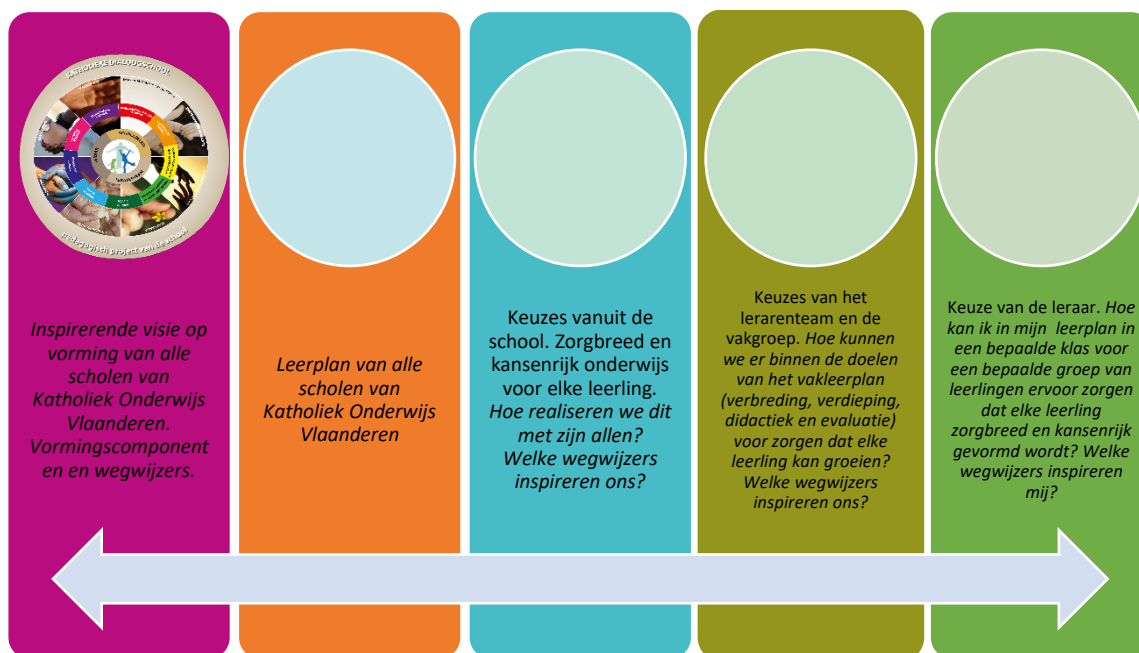 KATHOLIEKE DIALOOGSCHOOL
pedagogisch project van de school
Inspirerende visie op
vorming van alle
scholen van
Katholiek Onderwijs
Vlaanderen.
Vormingscomponent
en en wegwijzers.
Leerplan van alle
scholen van
Katholiek Onderwijs
Vlaanderen
Keuzes vanuit de
school. Zorgbreed en
kansenrijk onderwijs
voor elke leerling.
Hoe realiseren we dit
met zijn allen?
Welke wegwijzers
inspireren ons?
Keuzes van het
lerarenteam en de
vakgroep. Hoe kunnen
we er binnen de doelen
van het vakleerplan
(verbreding, verdieping,
didactiek en evaluatie)
voor zorgen dat elke
leerling kan groeien?
Welke wegwijzers
inspireren ons?
Keuze van de leraar. Hoe
kan ik in mijn leerplan in
een bepaalde klas voor
een bepaalde groep van
leerlingen ervoor zorgen
dat elke leerling
zorgbreed en kansenrijk
gevormd wordt? Welke
wegwijzers inspireren
mij?